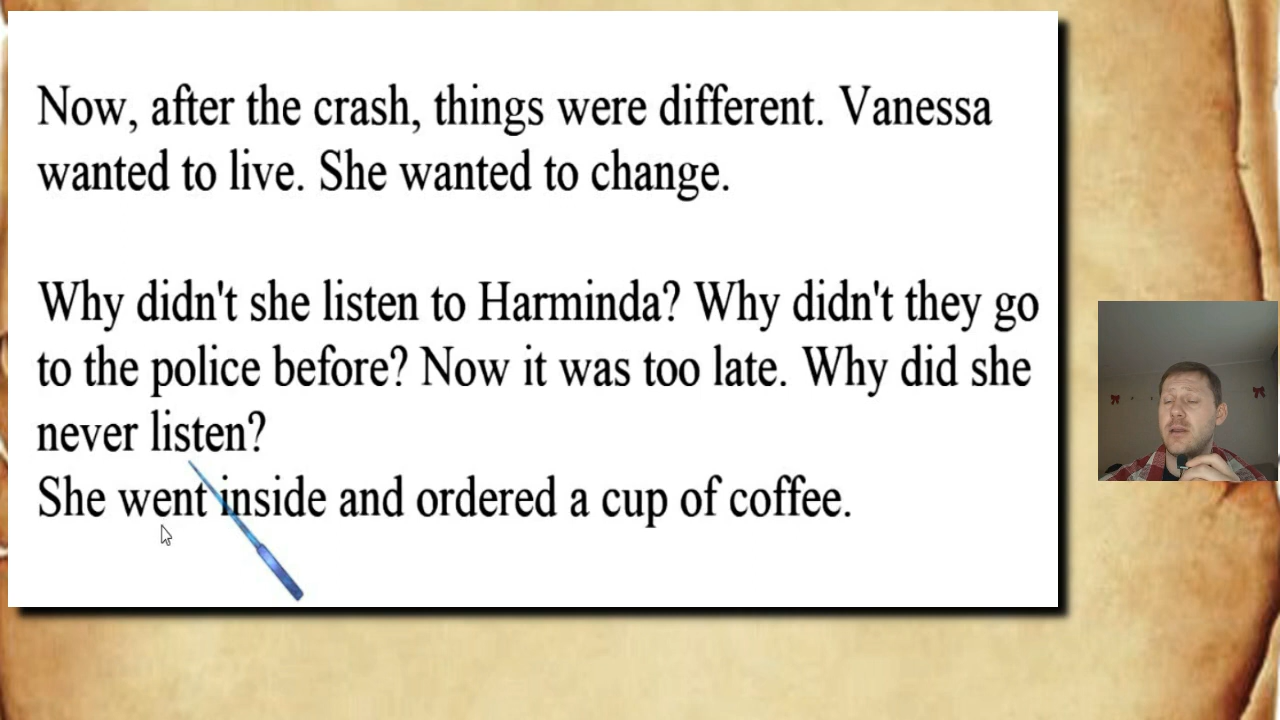 Now, after the crash, things were different. Vanessa
wanted to live. She wanted to change.
Why didn't she listen to Harminda? Why didn't they go
to the police before? Now it was too late. Why did she
never listen?
She went inside and ordered a cup of coffee.